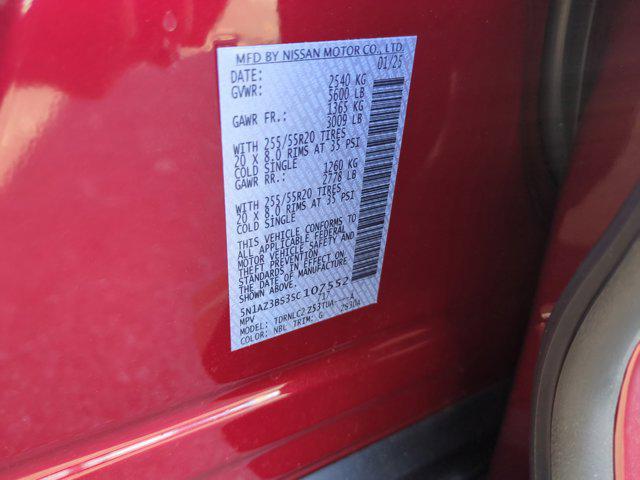 MFD BY NISSAN MOTOR CO., LTD.
DATE: 01/25
GVWR: 2540 KG
5600 LB
GAWR FR.: 1365 KG
3009 LB
WITH 255/55R20 TIRES
20 X 8.0 RIMS AT 35 PSI
COLD SINGLE
GAWR RR.: 1260 KG
2778 LB
WITH 255/55R20 TIRES
20 X 8.0 RIMS AT 35 PSI
COLD SINGLE
THIS VEHICLE CONFORMS TO
ALL APPLICABLE FEDERAL
MOTOR VEHICLE SAFETY AND
THEFT PREVENTION
STANDARDS IN EFFECT ON
THE DATE OF MANUFACTURE
5N1AZ3BS3SC107552
MPV
MODEL:
COLOR: NBL TRIM: G